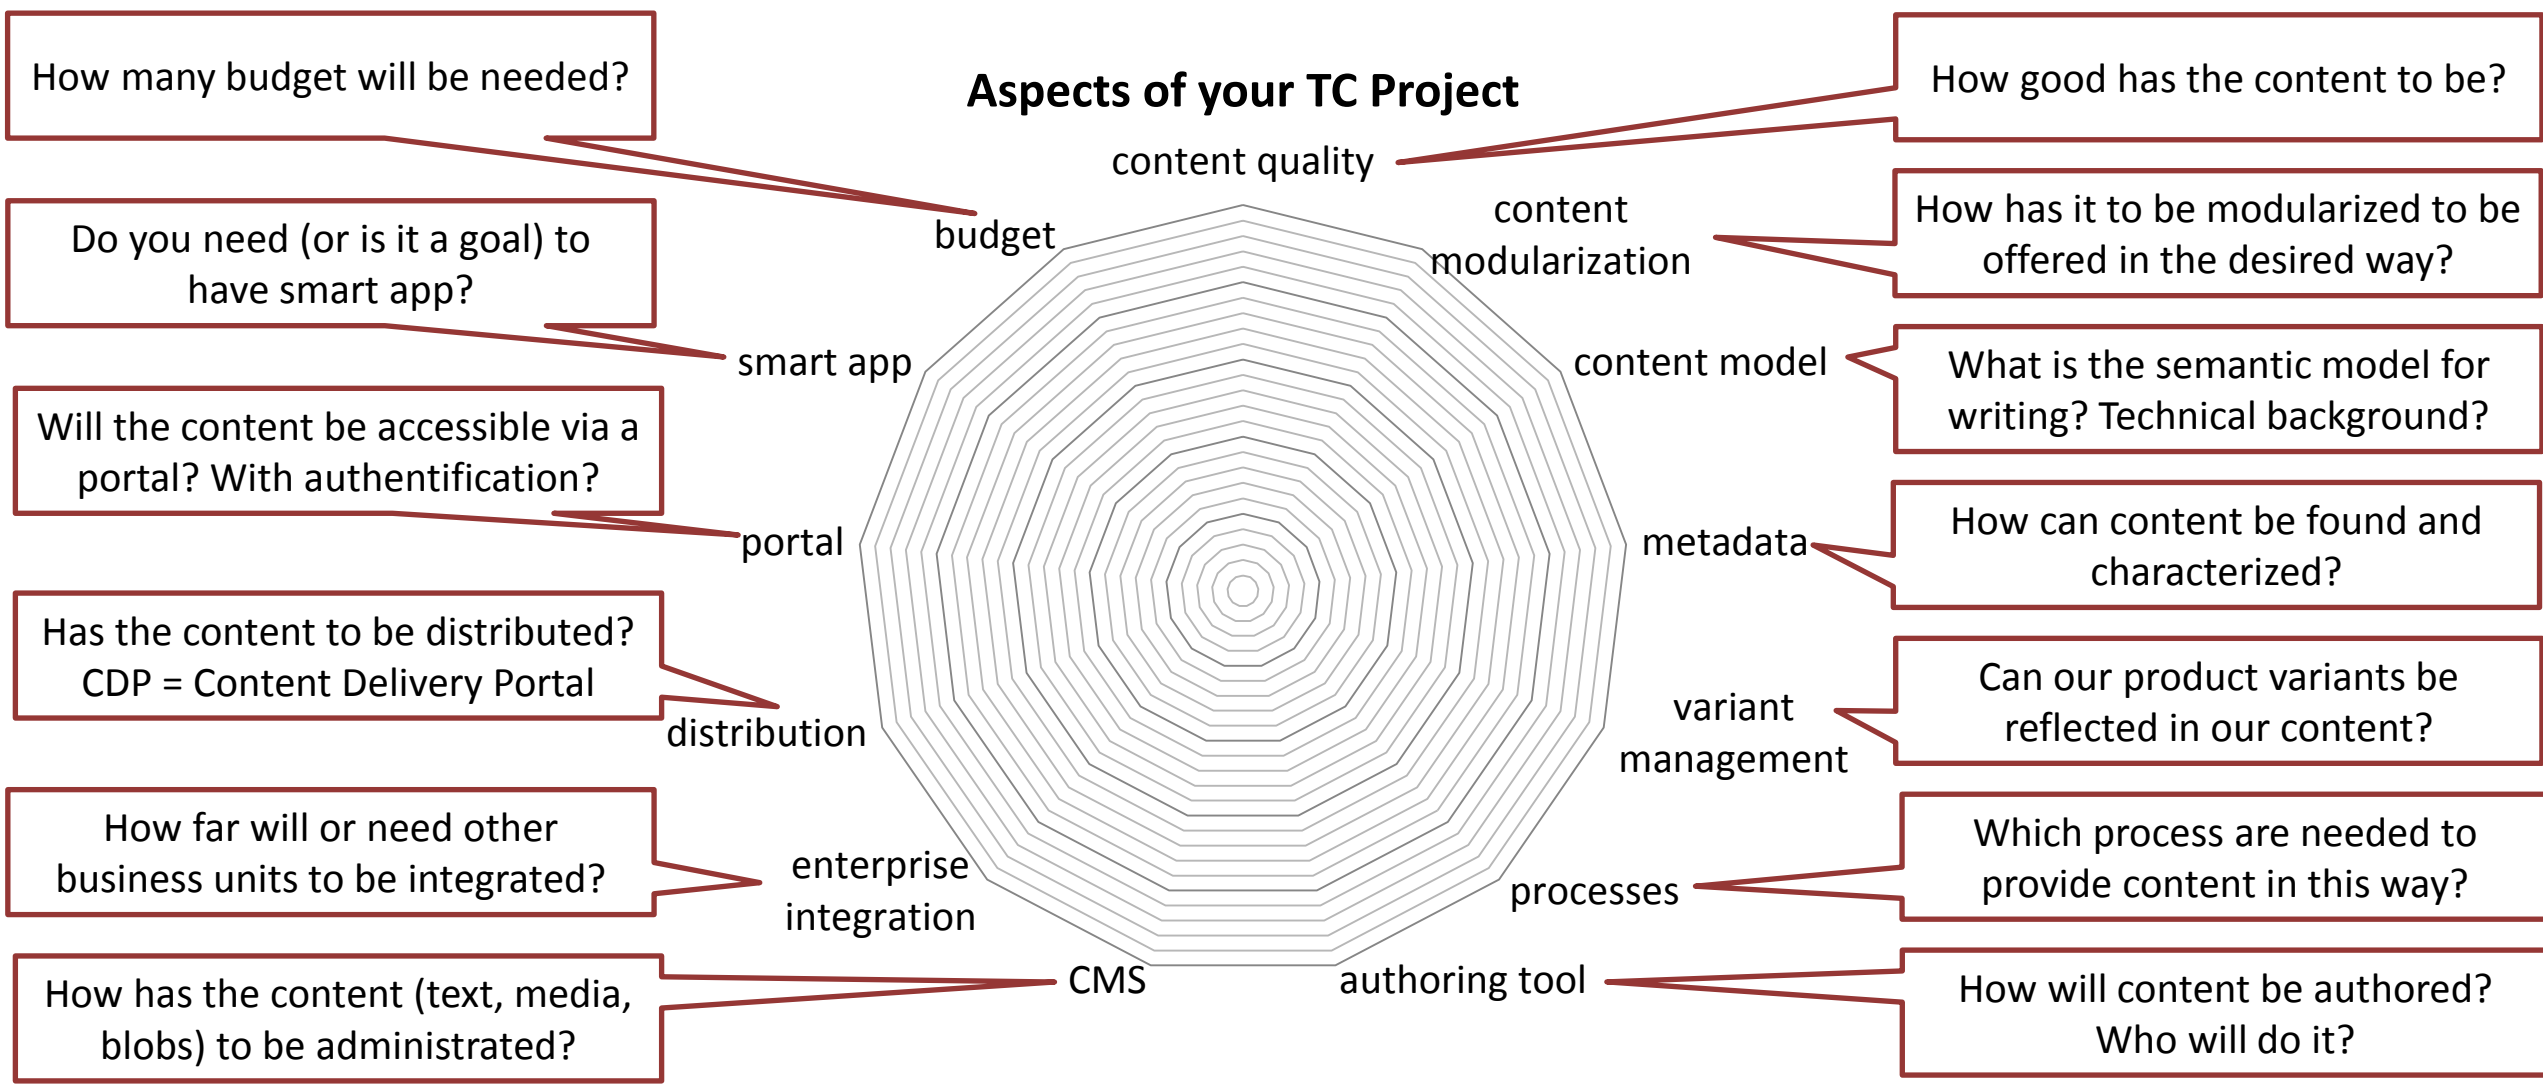 Aspects of your TC Project
How many budget will be needed?
budget
Do you need (or is it a goal) to
have smart app?
smart app
Will the content be accessible via a
portal? With authentification?
portal
Has the content to be distributed?
CDP = Content Delivery Portal
distribution
How far will or need other
business units to be integrated?
enterprise
integration
How has the content (text, media,
blobs) to be administrated?
CMS
content quality
How good has the content to be?
content
modularization
How has it to be modularized to be
offered in the desired way?
content model
What is the semantic model for
writing? Technical background?
metadata
How can content be found and
characterized?
variant
management
Can our product variants be
reflected in our content?
processes
Which process are needed to
provide content in this way?
authoring tool
How will content be authored?
Who will do it?